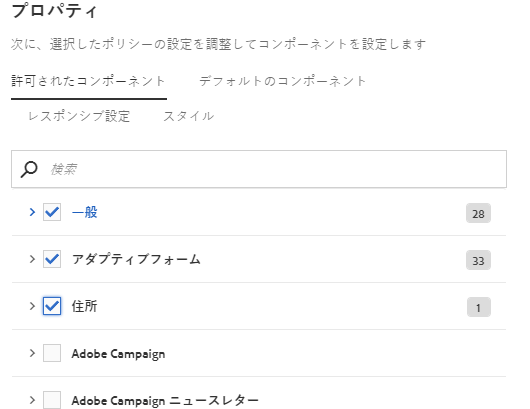 プロパティ
次に、選択したポリシーの設定を調整してコンポーネントを設定します
許可されたコンポーネント デフォルトのコンポーネント
レスポンシブ設定 スタイル
検索
一般 28
アダプティブフォーム 33
住所 1
Adobe Campaign
Adobe Campaign ニュースレター